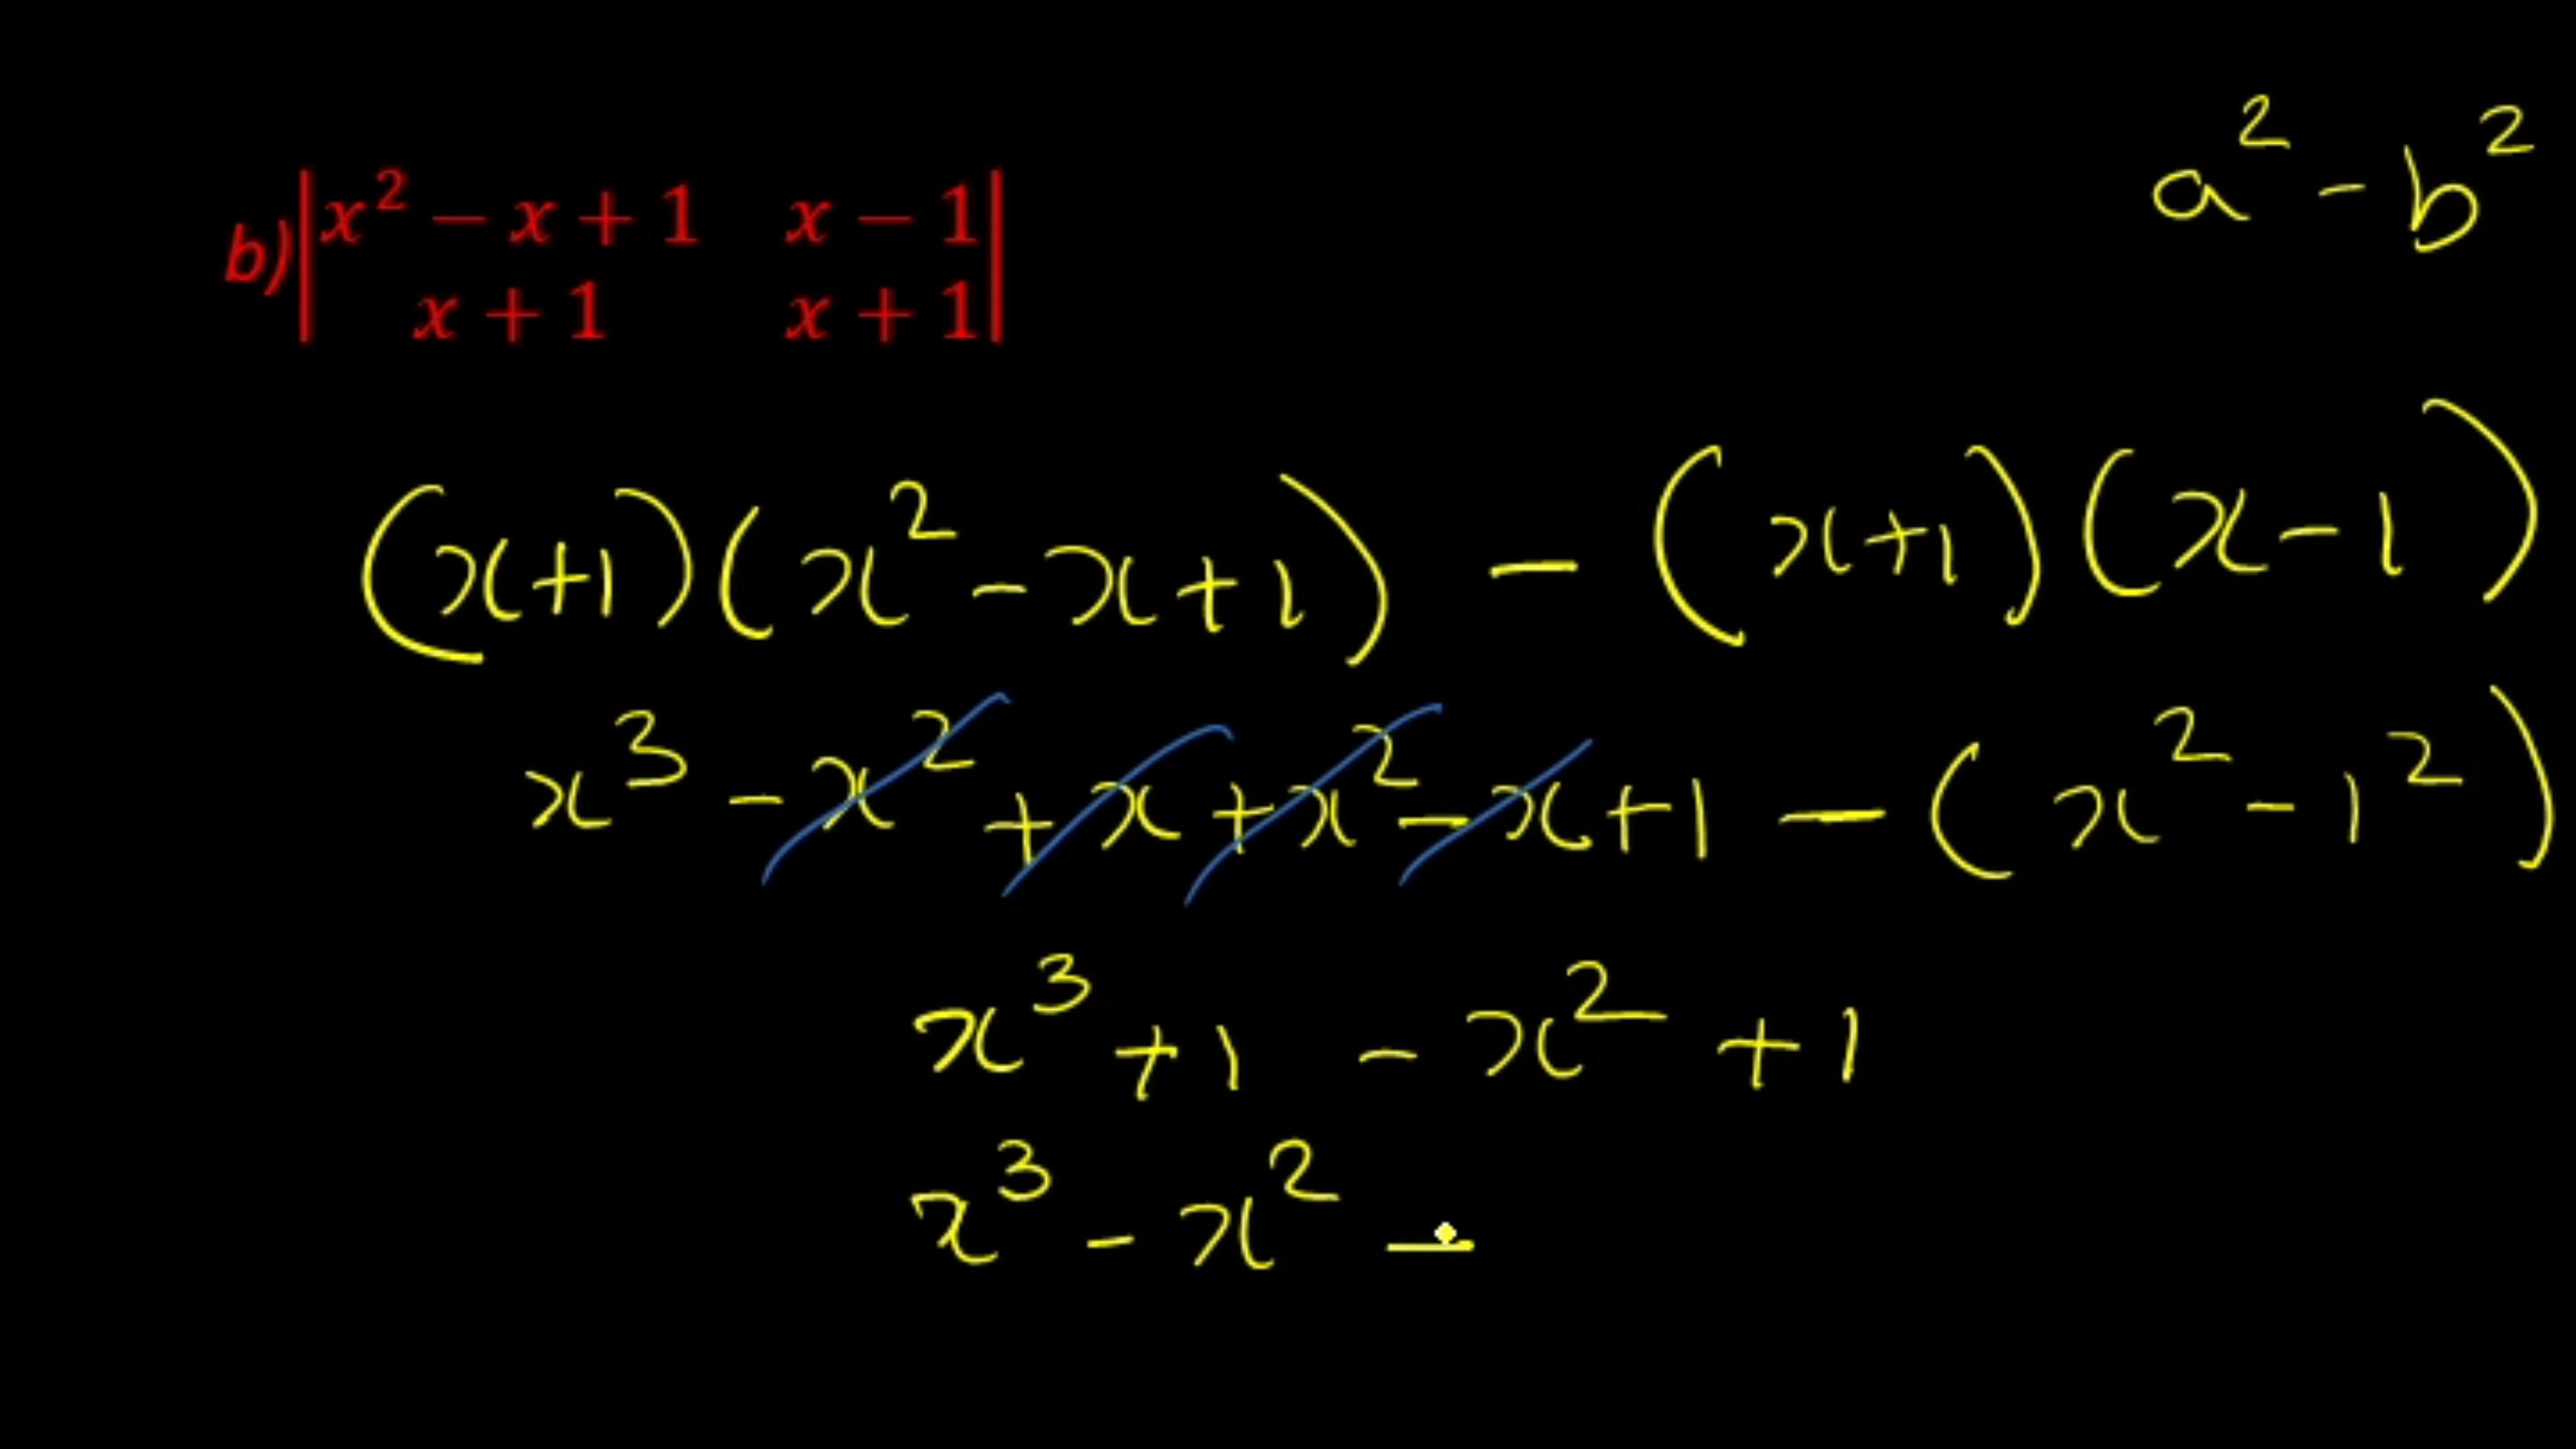 a² - b²
b) |x² − x + 1 x − 1|
|x + 1 x + 1|
(x+1)(x² - x + 1) - (x+1)(x - 1)
x³ - x² + x + x² - x + 1 - (x² - 1²)
x³ + 1 - x² + 1
x³ - x² -